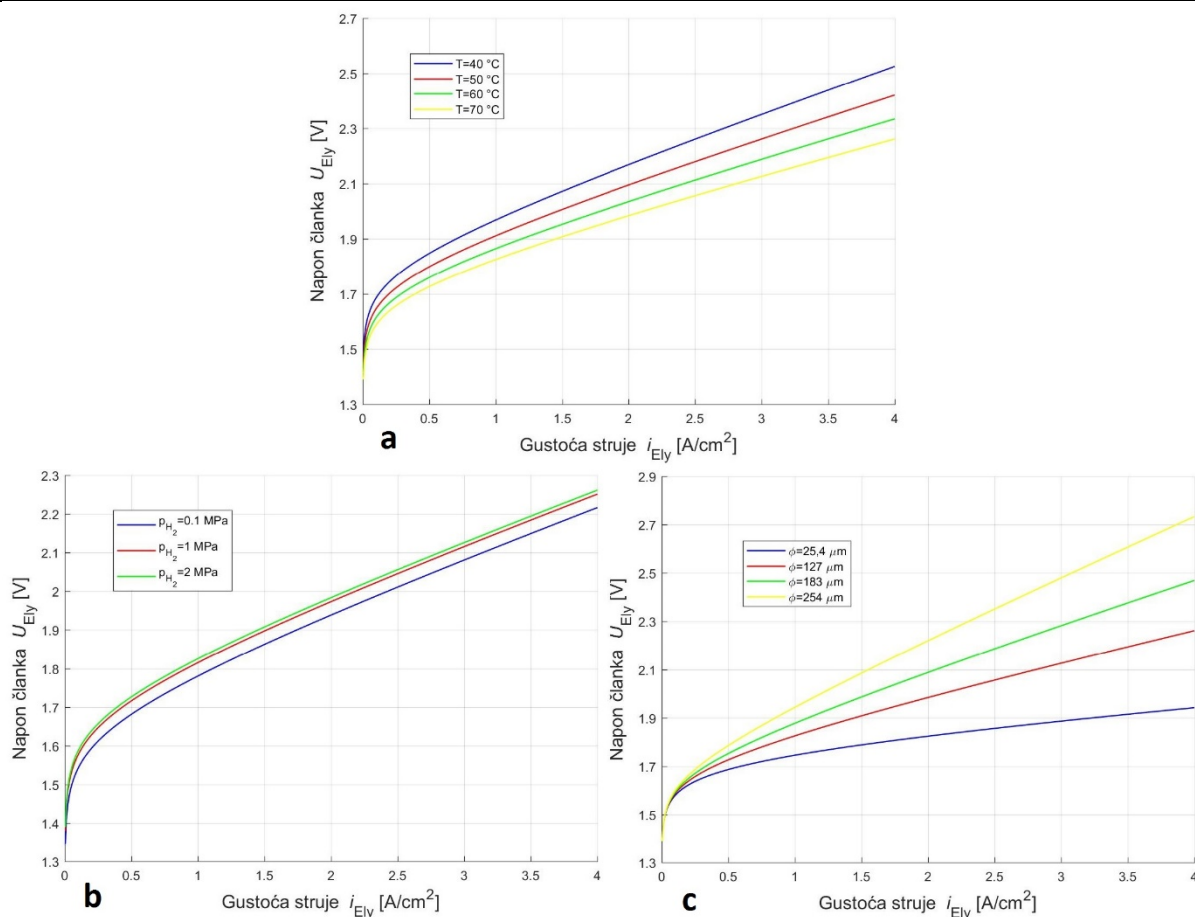 2.7
2.5
2.3
2.1
1.9
1.7
1.5
1.3
Napon članka U_Ely [V]
T=40 °C
T=50 °C
T=60 °C
T=70 °C
0 0.5 1 1.5 2 2.5 3 3.5 4
a
Gustoća struje i_Ely [A/cm²]
2.3
2.2
2.1
2
1.9
1.8
1.7
1.6
1.5
1.4
1.3
Napon članka U_Ely [V]
p_H₂=0.1 MPa
p_H₂=1 MPa
p_H₂=2 MPa
0 0.5 1 1.5 2 2.5 3 3.5 4
b
Gustoća struje i_Ely [A/cm²]
2.9
2.7
2.5
2.3
2.1
1.9
1.7
1.5
1.3
Napon članka U_Ely [V]
ϕ=25,4 μm
ϕ=127 μm
ϕ=183 μm
ϕ=254 μm
0 0.5 1 1.5 2 2.5 3 3.5 4
c
Gustoća struje i_Ely [A/cm²]